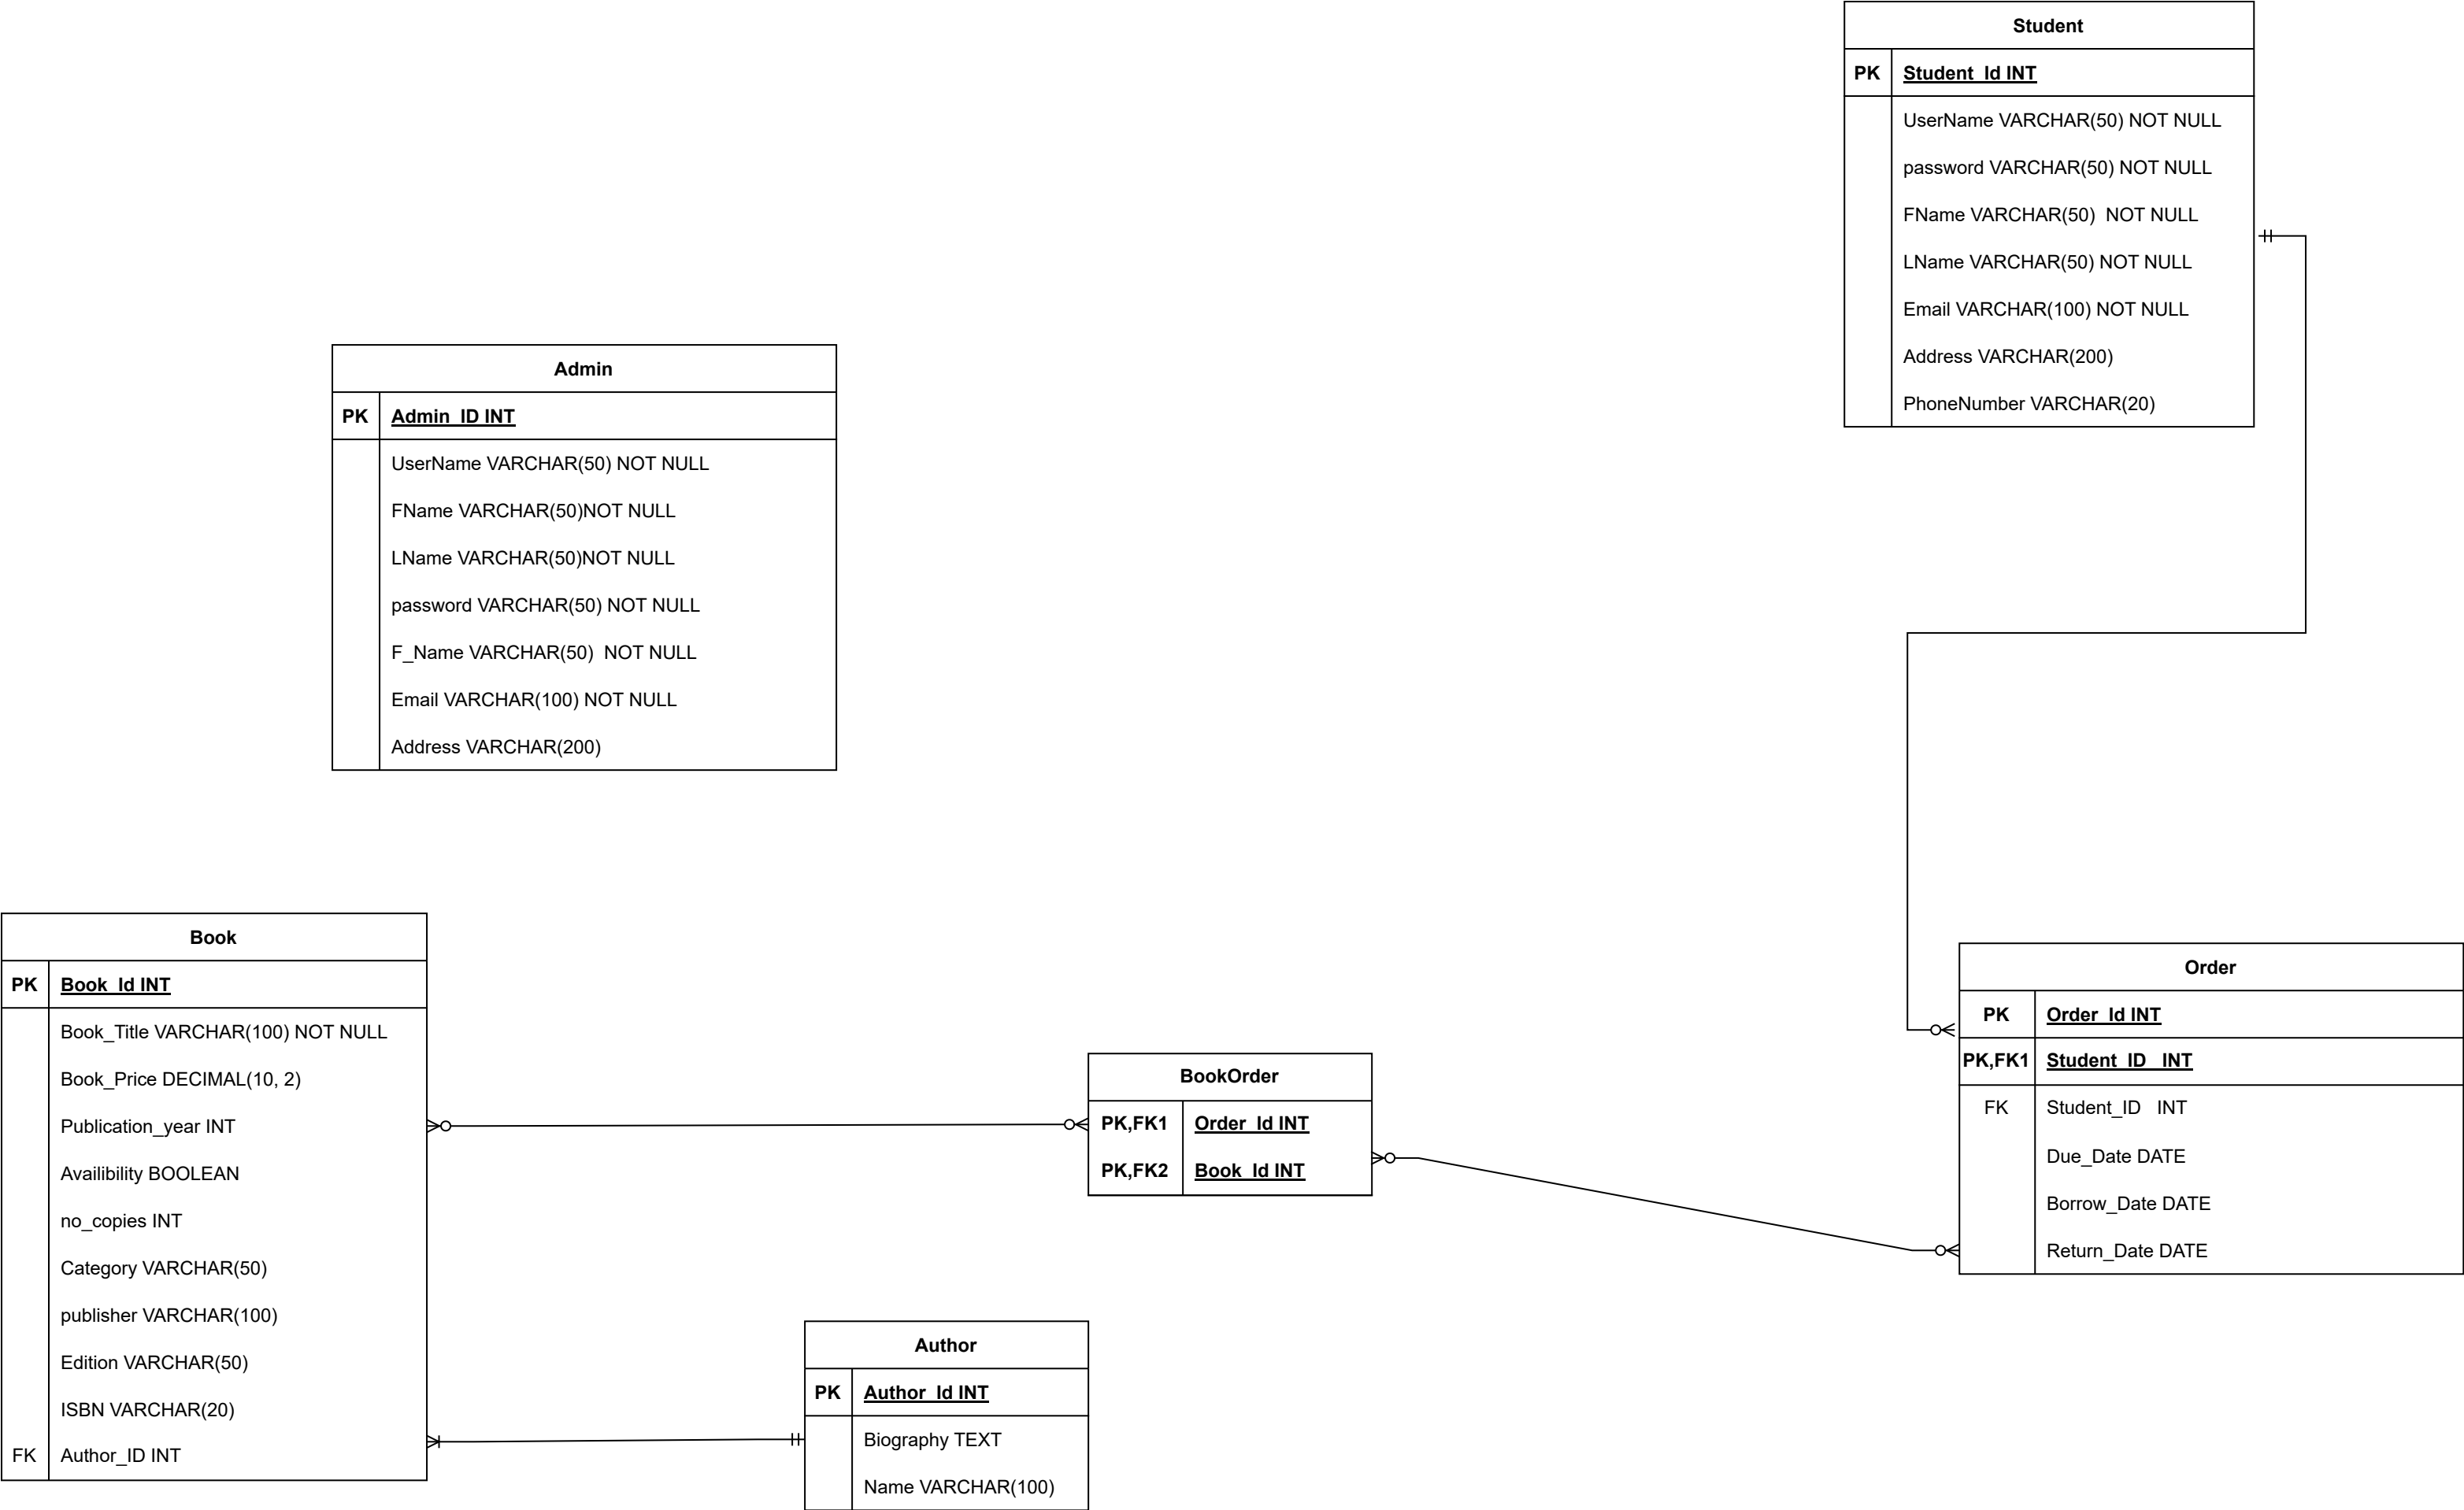 Student
PK Student_Id INT
UserName VARCHAR(50) NOT NULL
password VARCHAR(50) NOT NULL
FName VARCHAR(50)  NOT NULL
LName VARCHAR(50) NOT NULL
Email VARCHAR(100) NOT NULL
Address VARCHAR(200)
PhoneNumber VARCHAR(20)
Admin
PK Admin_ID INT
UserName VARCHAR(50) NOT NULL
FName VARCHAR(50)NOT NULL
LName VARCHAR(50)NOT NULL
password VARCHAR(50) NOT NULL
F_Name VARCHAR(50)  NOT NULL
Email VARCHAR(100) NOT NULL
Address VARCHAR(200)
Book
PK Book_Id INT
Book_Title VARCHAR(100) NOT NULL
Book_Price DECIMAL(10, 2)
Publication_year INT
Availibility BOOLEAN
no_copies INT
Category VARCHAR(50)
publisher VARCHAR(100)
Edition VARCHAR(50)
ISBN VARCHAR(20)
FK Author_ID INT
BookOrder
PK,FK1 Order_Id INT
PK,FK2 Book_Id INT
Order
PK Order_Id INT
PK,FK1 Student_ID   INT
FK Student_ID   INT
Due_Date DATE
Borrow_Date DATE
Return_Date DATE
Author
PK Author_Id INT
Biography TEXT
Name VARCHAR(100)